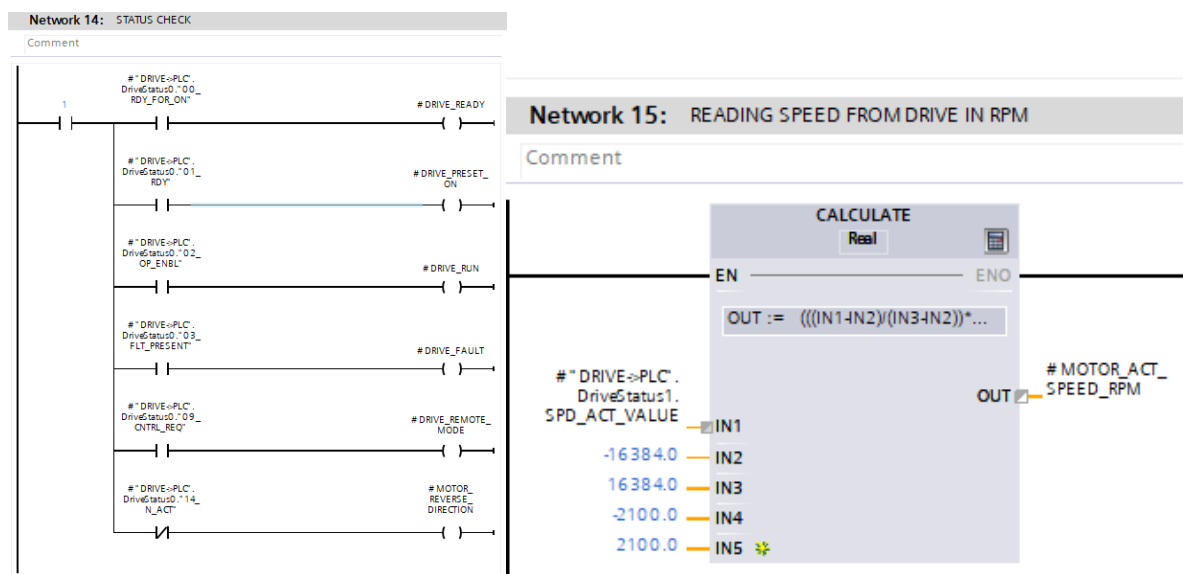 Network 14: STATUS CHECK
Comment
1
#"DRIVE->PLC".
DriveStatus0."00_
RDY_FOR_ON"
#DRIVE_READY
#"DRIVE->PLC".
DriveStatus0."01_
RDY"
#DRIVE_PRESET_
ON
#"DRIVE->PLC".
DriveStatus0."02_
OP_ENBL"
#DRIVE_RUN
#"DRIVE->PLC".
DriveStatus0."03_
FLT_PRESENT"
#DRIVE_FAULT
#"DRIVE->PLC".
DriveStatus0."09_
CNTRL_REQ"
#DRIVE_REMOTE_
MODE
#"DRIVE->PLC".
DriveStatus0."14_
N_ACT"
#MOTOR_
REVERSE_
DIRECTION
Network 15: READING SPEED FROM DRIVE IN RPM
Comment
CALCULATE
Real
EN
ENO
OUT := (((IN1-IN2)/(IN3-IN2))*...
#"DRIVE->PLC".
DriveStatus1.
SPD_ACT_VALUE
IN1
-16384.0
IN2
16384.0
IN3
-2100.0
IN4
2100.0
IN5
OUT
#MOTOR_ACT_
SPEED_RPM